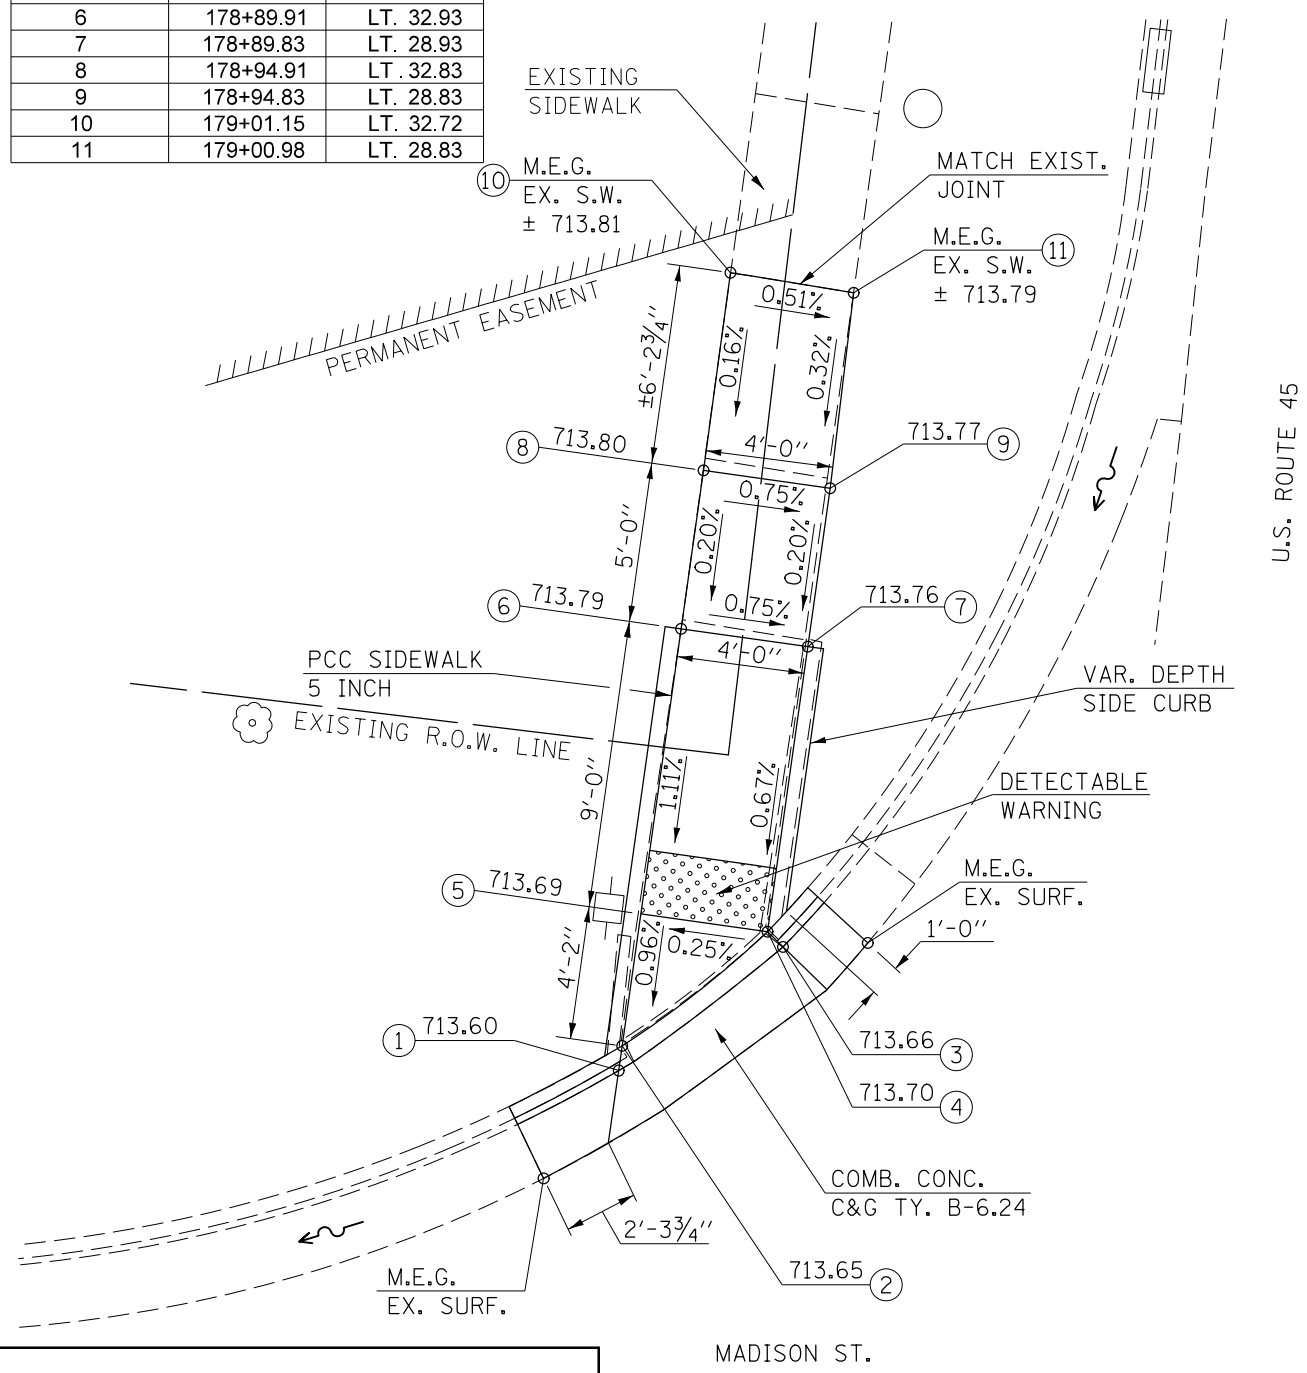 6 178+89.91 LT. 32.93
7 178+89.83 LT. 28.93
8 178+94.91 LT. 32.83
9 178+94.83 LT. 28.83
10 179+01.15 LT. 32.72
11 179+00.98 LT. 28.83
EXISTING
SIDEWALK
10 M.E.G.
EX. S.W.
± 713.81
MATCH EXIST.
JOINT
M.E.G. 11
EX. S.W.
± 713.79
PERMANENT EASEMENT
0.51%
±6'-2¾"
0.16%
0.32%
U.S. ROUTE 45
8 713.80
4'-0"
713.77 9
0.75%
5'-0"
0.20%
0.20%
6 713.79
0.75%
713.76 7
4'-0"
PCC SIDEWALK
5 INCH
VAR. DEPTH
SIDE CURB
EXISTING R.O.W. LINE
9'-0"
1.11%
0.67%
DETECTABLE
WARNING
5 713.69
M.E.G.
EX. SURF.
1'-0"
4'-2"
0.96%
0.25%
1 713.60
713.66 3
713.70 4
COMB. CONC.
C&G TY. B-6.24
2'-3¾"
713.65 2
M.E.G.
EX. SURF.
MADISON ST.